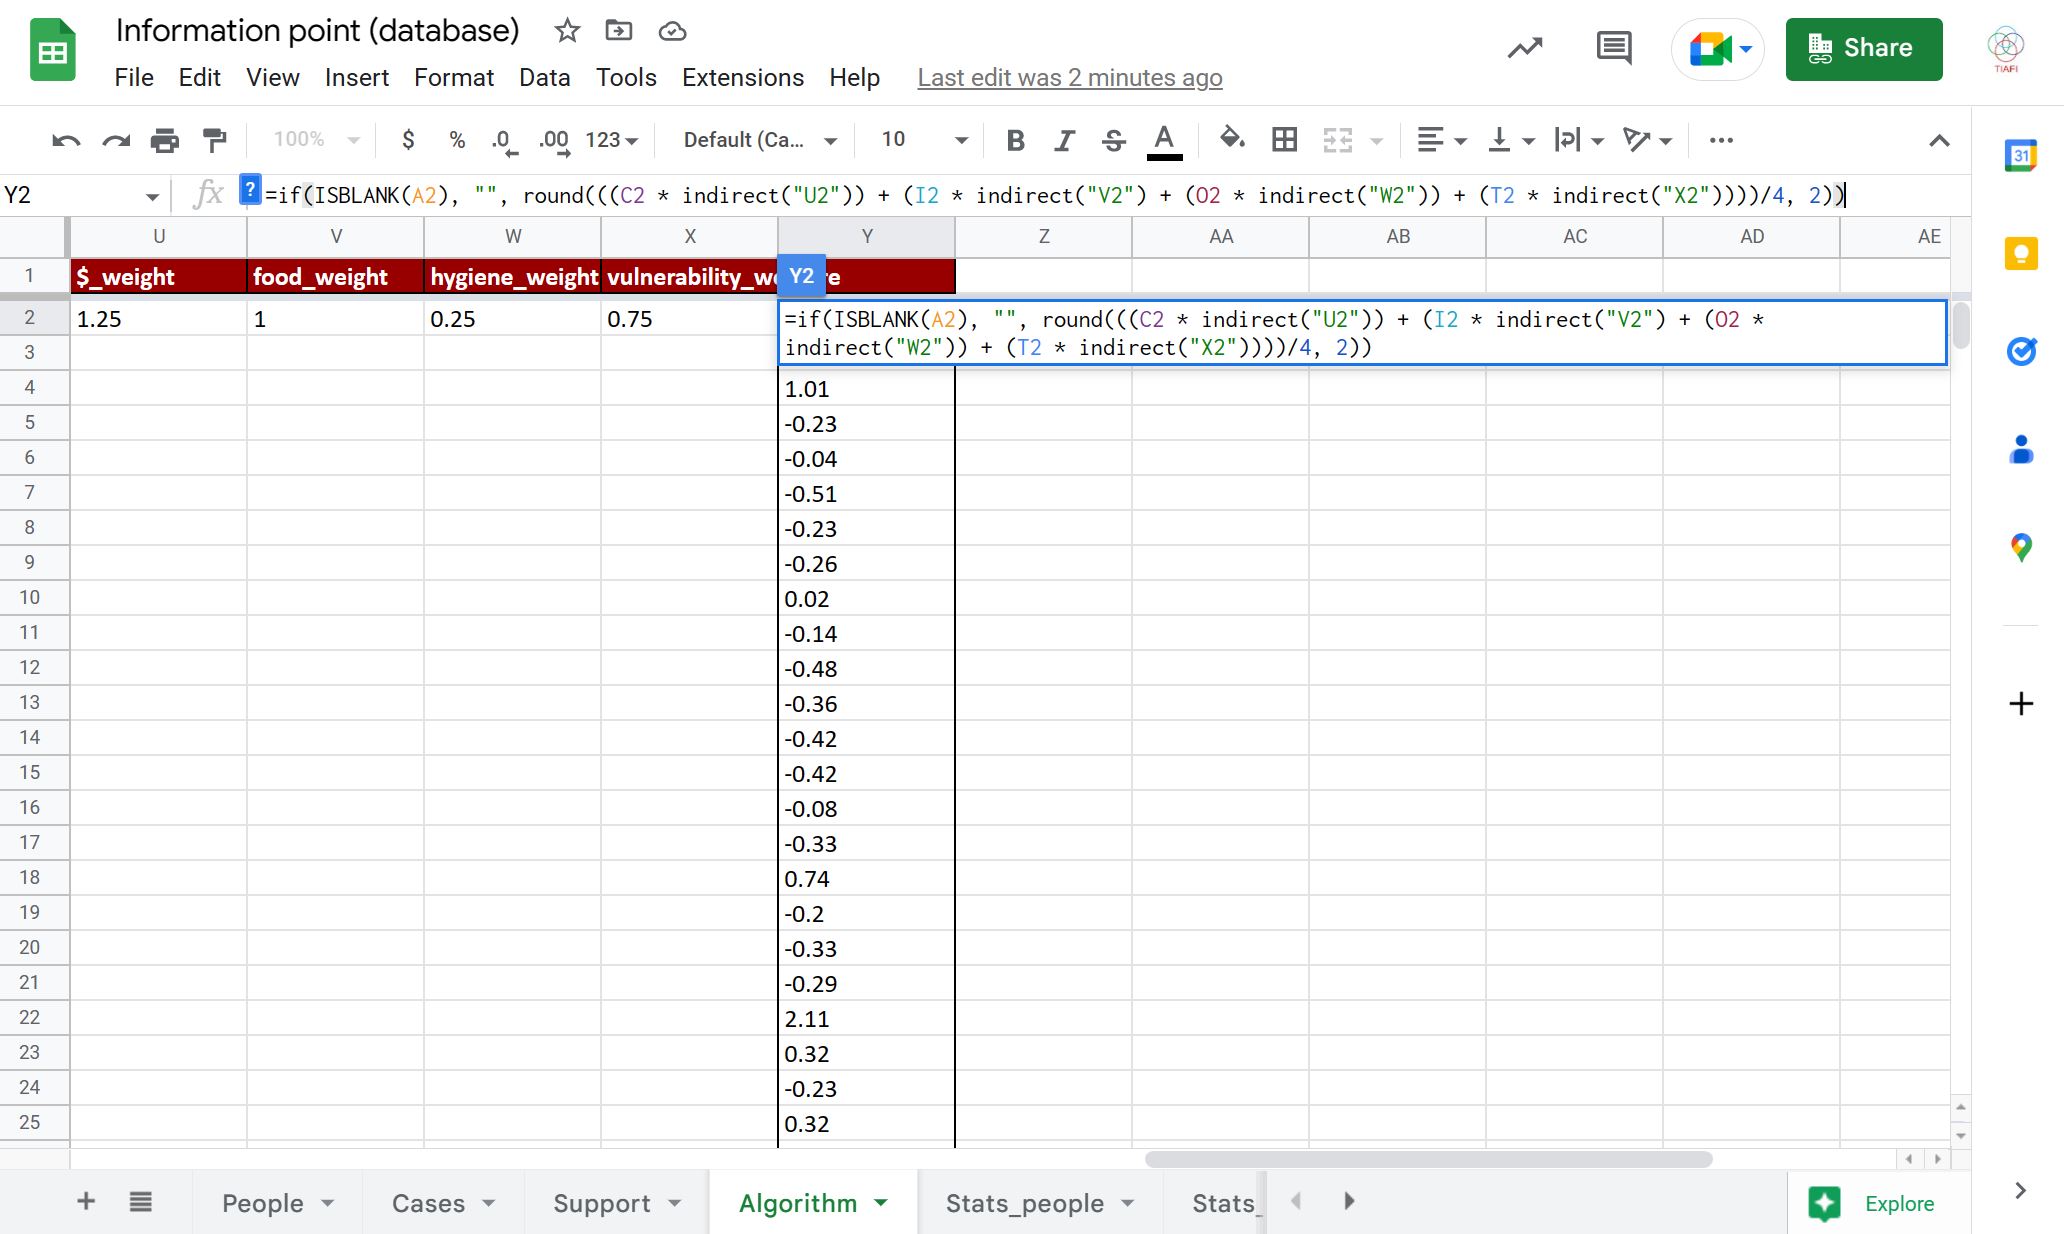 Information point (database)
File Edit View Insert Format Data Tools Extensions Help Last edit was 2 minutes ago
Share
TIAFI
100% $ % .0 .00 123 Default (Ca... 10 B I S A
31
Y2 fx ? =if(ISBLANK(A2), "", round(((C2 * indirect("U2")) + (I2 * indirect("V2") + (O2 * indirect("W2")) + (T2 * indirect("X2"))))/4, 2))
U V W X Y Z AA AB AC AD AE
1 $_weight food_weight hygiene_weight vulnerability_we Y2 re
2 1.25 1 0.25 0.75 =if(ISBLANK(A2), "", round(((C2 * indirect("U2")) + (I2 * indirect("V2") + (O2 *
indirect("W2")) + (T2 * indirect("X2"))))/4, 2))
3
4 1.01
5 -0.23
6 -0.04
7 -0.51
8 -0.23
9 -0.26
10 0.02
11 -0.14
12 -0.48
13 -0.36
14 -0.42
15 -0.42
16 -0.08
17 -0.33
18 0.74
19 -0.2
20 -0.33
21 -0.29
22 2.11
23 0.32
24 -0.23
25 0.32
People Cases Support Algorithm Stats_people Stats_ Explore